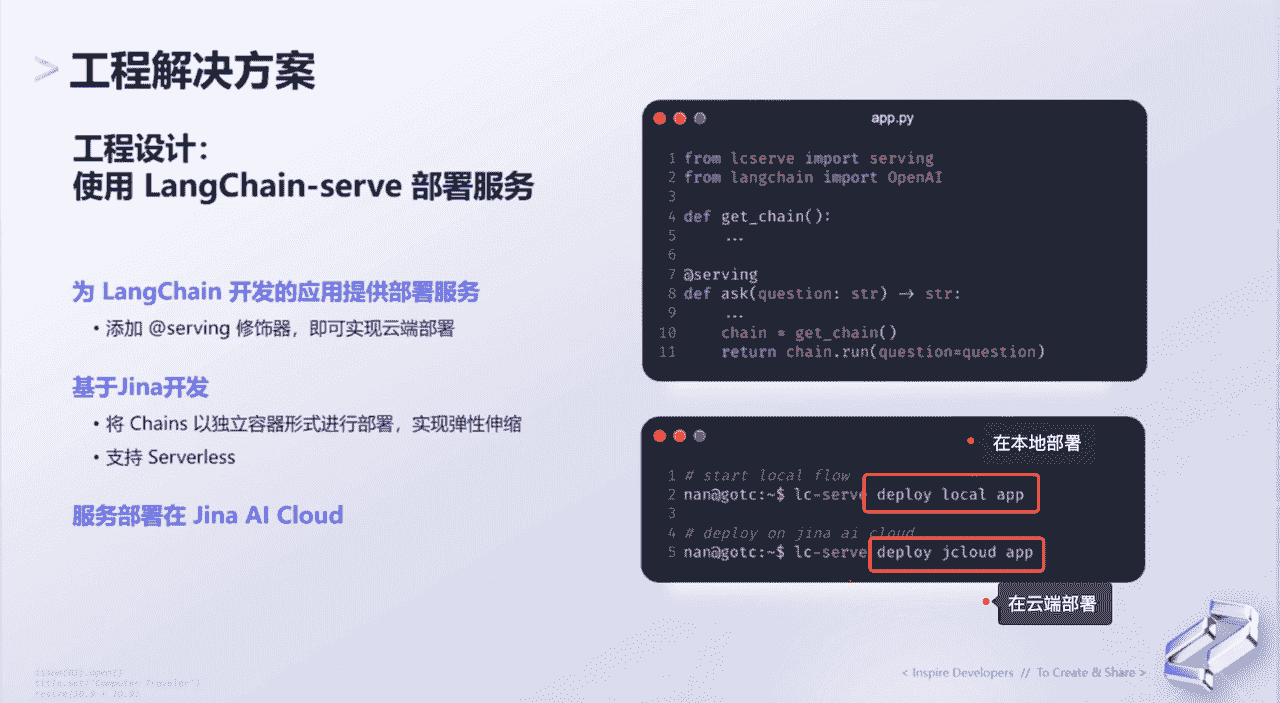 > 工程解决方案
工程设计:
使用 LangChain-serve 部署服务
为 LangChain 开发的应用提供部署服务
• 添加 @serving 修饰器，即可实现云端部署
基于Jina开发
• 将 Chains 以独立容器形式进行部署，实现弹性伸缩
• 支持 Serverless
服务部署在 Jina AI Cloud
app.py
1 from lcserve import serving
2 from langchain import OpenAI
3
4 def get_chain():
5 ...
6
7 @serving
8 def ask(question: str) → str:
9 ...
10 chain = get_chain()
11 return chain.run(question=question)
在本地部署
1 # start local flow
2 nan@gotc:~$ lc-serve deploy local app
3
4 # deploy on jina ai cloud
5 nan@gotc:~$ lc-serve deploy jcloud app
在云端部署
< Inspire Developers // To Create & Share >